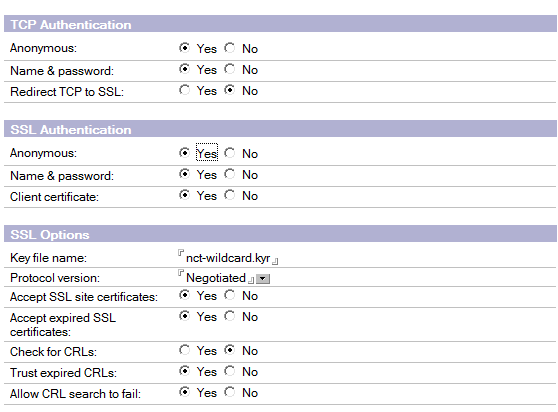 TCP Authentication
Anonymous: Yes No
Name & password: Yes No
Redirect TCP to SSL: Yes No
SSL Authentication
Anonymous: Yes No
Name & password: Yes No
Client certificate: Yes No
SSL Options
Key file name: nct-wildcard.kyr
Protocol version: Negotiated
Accept SSL site certificates: Yes No
Accept expired SSL Yes No
certificates:
Check for CRLs: Yes No
Trust expired CRLs: Yes No
Allow CRL search to fail: Yes No